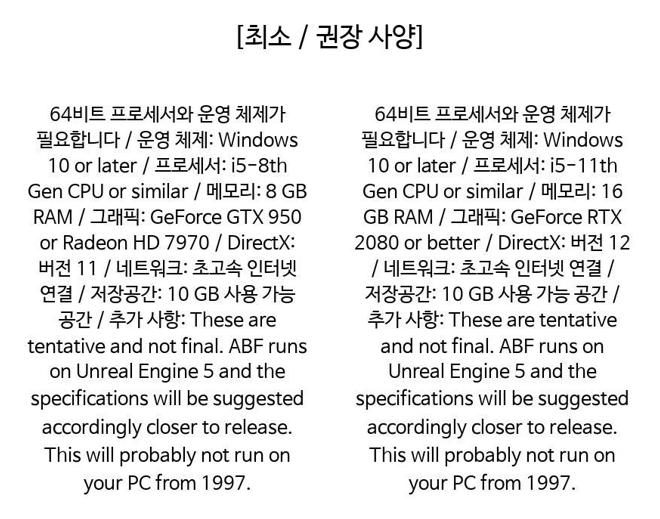 [최소 / 권장 사양]
64비트 프로세서와 운영 체제가
필요합니다 / 운영 체제: Windows
10 or later / 프로세서: i5-8th
Gen CPU or similar / 메모리: 8 GB
RAM / 그래픽: GeForce GTX 950
or Radeon HD 7970 / DirectX:
버전 11 / 네트워크: 초고속 인터넷
연결 / 저장공간: 10 GB 사용 가능
공간 / 추가 사항: These are
tentative and not final. ABF runs
on Unreal Engine 5 and the
specifications will be suggested
accordingly closer to release.
This will probably not run on
your PC from 1997.
64비트 프로세서와 운영 체제가
필요합니다 / 운영 체제: Windows
10 or later / 프로세서: i5-11th
Gen CPU or similar / 메모리: 16
GB RAM / 그래픽: GeForce RTX
2080 or better / DirectX: 버전 12
/ 네트워크: 초고속 인터넷 연결 /
저장공간: 10 GB 사용 가능 공간 /
추가 사항: These are tentative
and not final. ABF runs on
Unreal Engine 5 and the
specifications will be suggested
accordingly closer to release.
This will probably not run on
your PC from 1997.